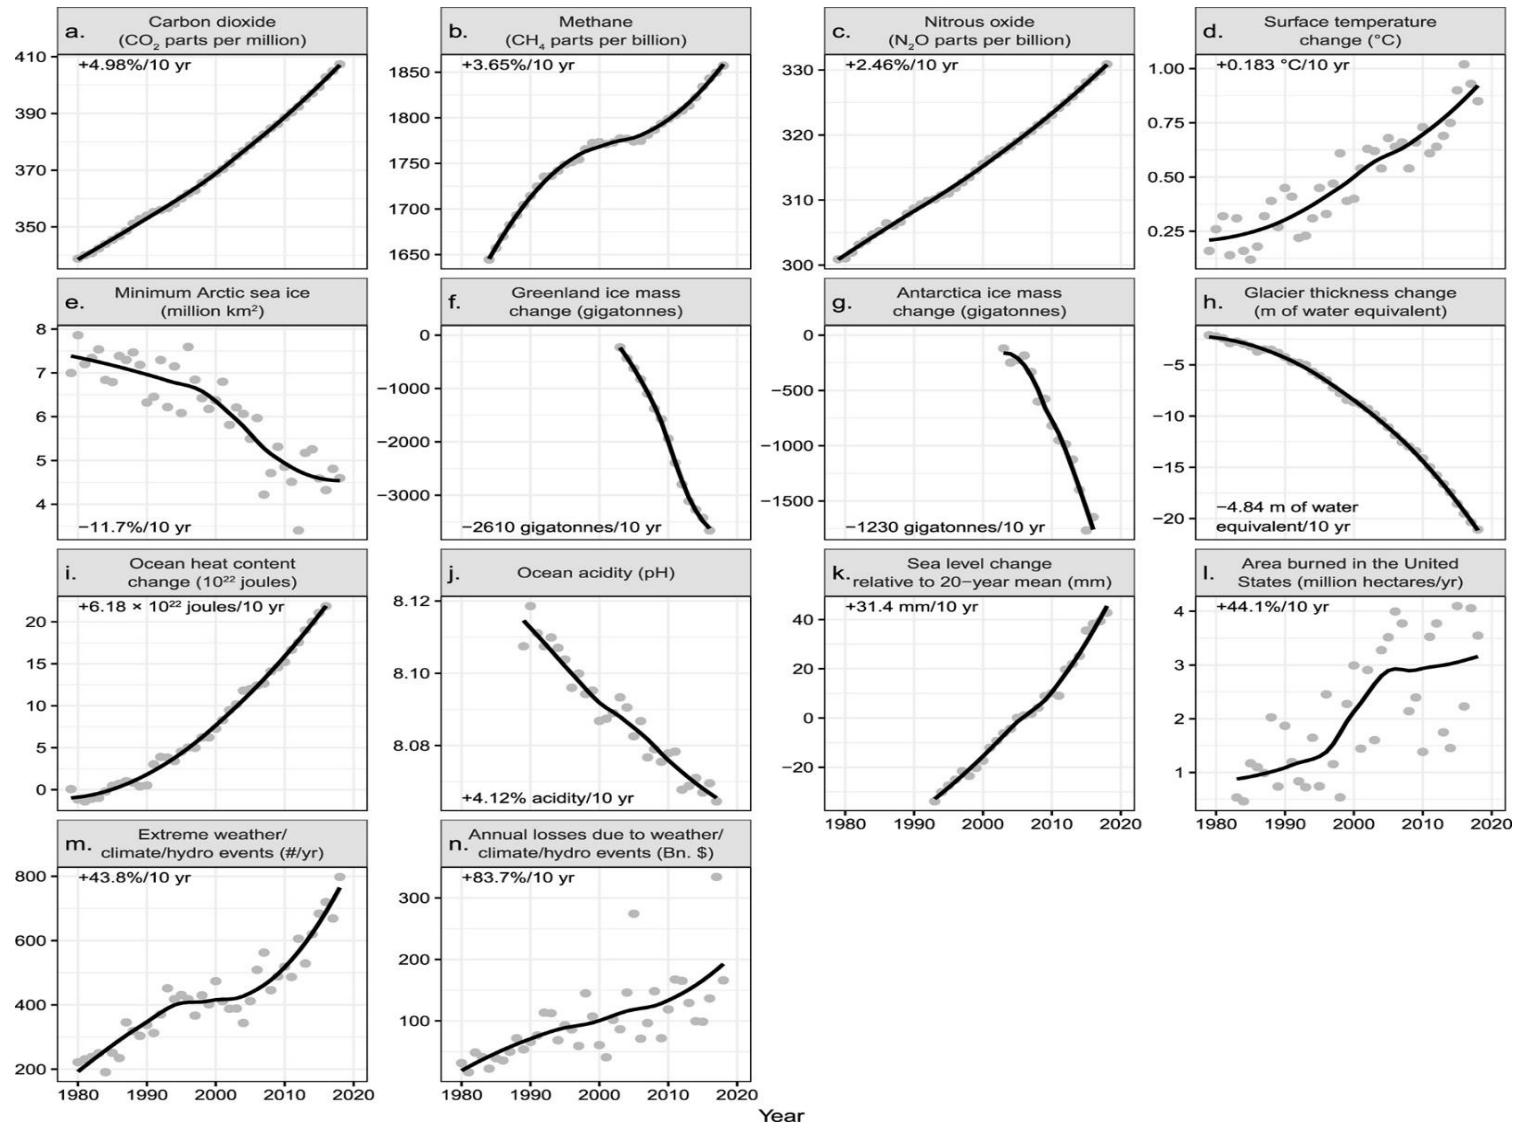 a. Carbon dioxide
(CO₂ parts per million)
+4.98%/10 yr
410
390
370
350
b. Methane
(CH₄ parts per billion)
+3.65%/10 yr
1850
1800
1750
1700
1650
c. Nitrous oxide
(N₂O parts per billion)
+2.46%/10 yr
330
320
310
300
d. Surface temperature
change (°C)
+0.183 °C/10 yr
1.00
0.75
0.50
0.25
e. Minimum Arctic sea ice
(million km²)
8
7
6
5
4
−11.7%/10 yr
f. Greenland ice mass
change (gigatonnes)
0
−1000
−2000
−3000
−2610 gigatonnes/10 yr
g. Antarctica ice mass
change (gigatonnes)
0
−500
−1000
−1500
−1230 gigatonnes/10 yr
h. Glacier thickness change
(m of water equivalent)
−5
−10
−15
−20
−4.84 m of water
equivalent/10 yr
i. Ocean heat content
change (10²² joules)
+6.18 × 10²² joules/10 yr
20
15
10
5
0
j. Ocean acidity (pH)
8.12
8.10
8.08
+4.12% acidity/10 yr
k. Sea level change
relative to 20−year mean (mm)
+31.4 mm/10 yr
40
20
0
−20
1980 1990 2000 2010 2020
l. Area burned in the United
States (million hectares/yr)
+44.1%/10 yr
4
3
2
1
1980 1990 2000 2010 2020
m. Extreme weather/
climate/hydro events (#/yr)
+43.8%/10 yr
800
600
400
200
1980 1990 2000 2010 2020
n. Annual losses due to weather/
climate/hydro events (Bn. $)
+83.7%/10 yr
300
200
100
1980 1990 2000 2010 2020
Year